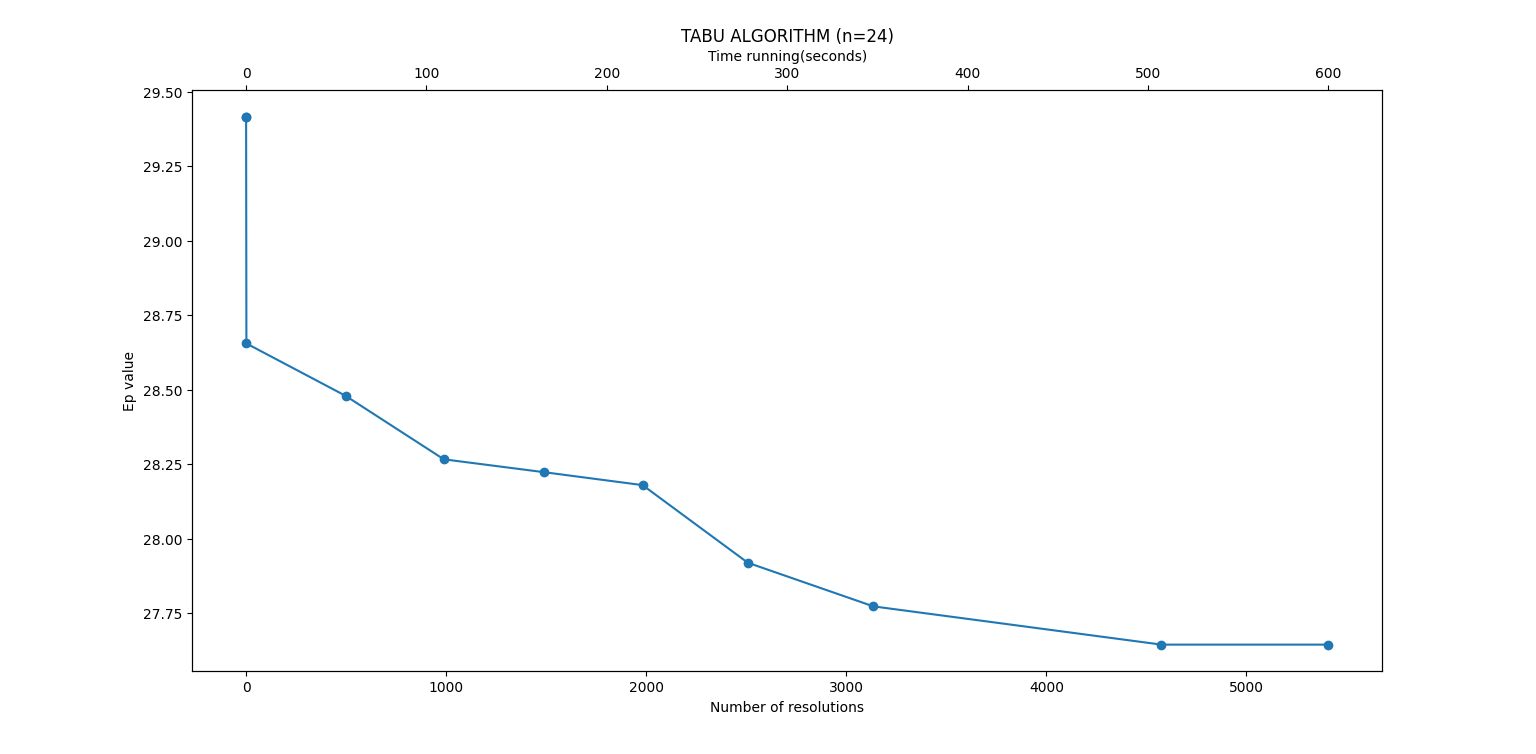 TABU ALGORITHM (n=24)
Time running(seconds)
0 100 200 300 400 500 600
29.50
29.25
29.00
28.75
28.50
28.25
28.00
27.75
Ep value
0 1000 2000 3000 4000 5000
Number of resolutions